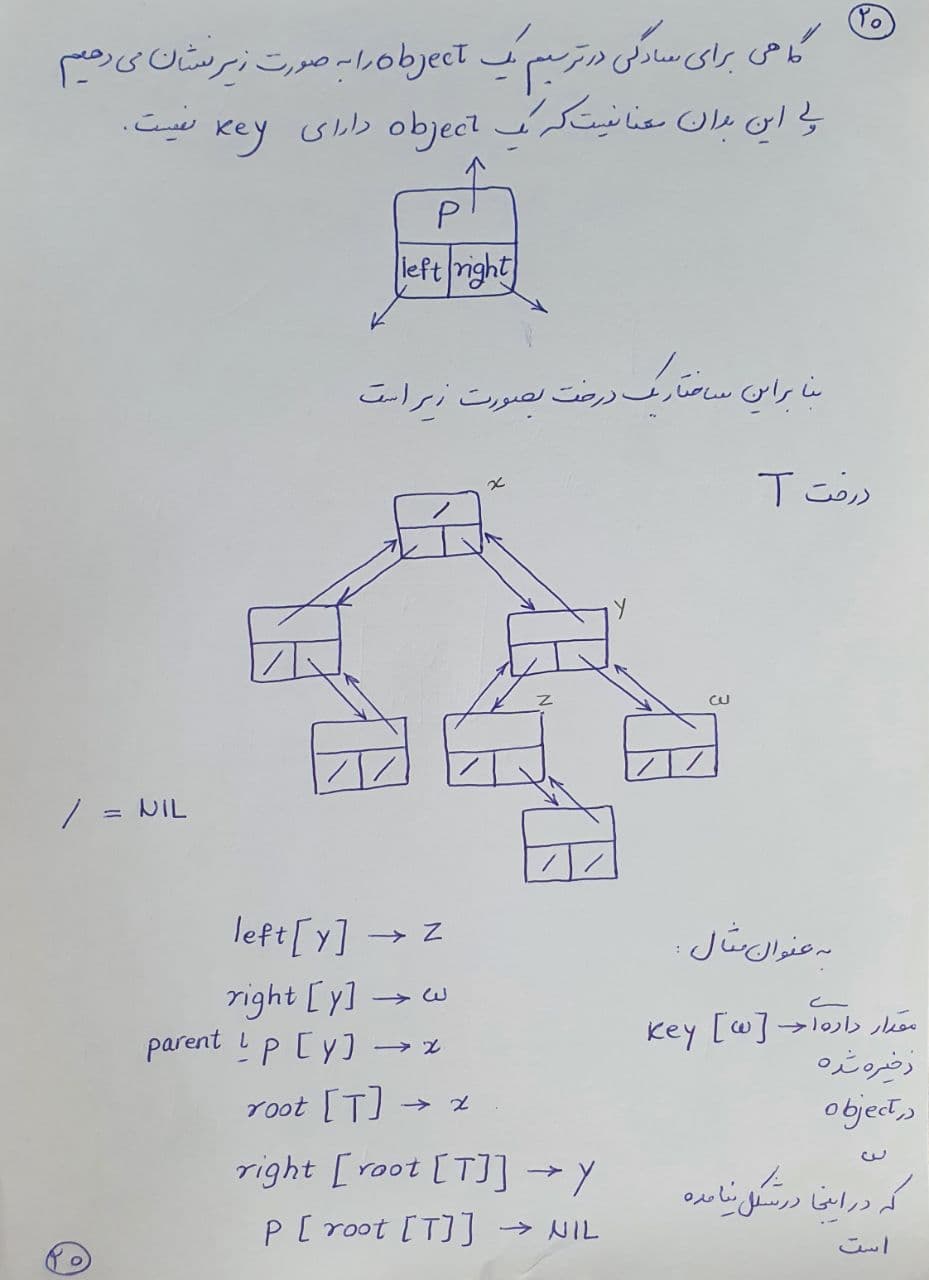 ۲۰
گاهی برای سادگی در ترسیم یک object را به صورت زیر نشان می دهیم
ولی این بدان معنا نیست که یک object دارای key نیست.
P
left right
بنابراین ساختار یک درخت بصورت زیر است
درخت T
x
y
z
ω
/ = NIL
به عنوان مثال:
left[y] → z
right[y] → ω
parent یا p[y] → x
root[T] → x
right[root[T]] → y
P[root[T]] → NIL
key[ω] → مقدار داده‌ای
ذخیره شده
در object
ω
که در اینجا در شکل نیامده
است
۲۰